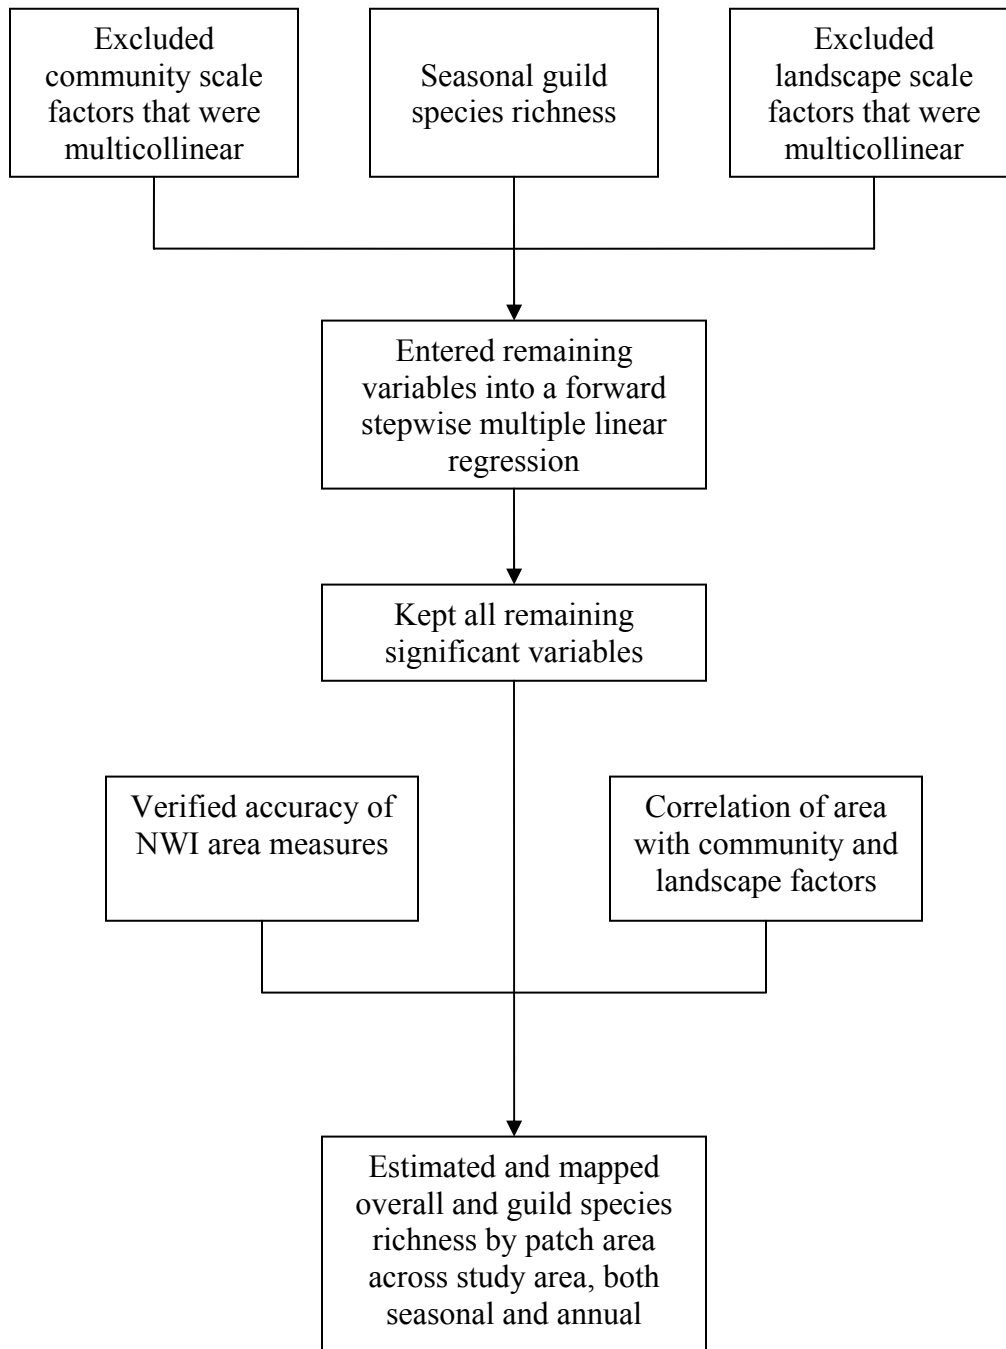 Excluded
community scale
factors that were
multicollinear
Seasonal guild
species richness
Excluded
landscape scale
factors that were
multicollinear
Entered remaining
variables into a forward
stepwise multiple linear
regression
Kept all remaining
significant variables
Verified accuracy of
NWI area measures
Correlation of area
with community and
landscape factors
Estimated and mapped
overall and guild species
richness by patch area
across study area, both
seasonal and annual